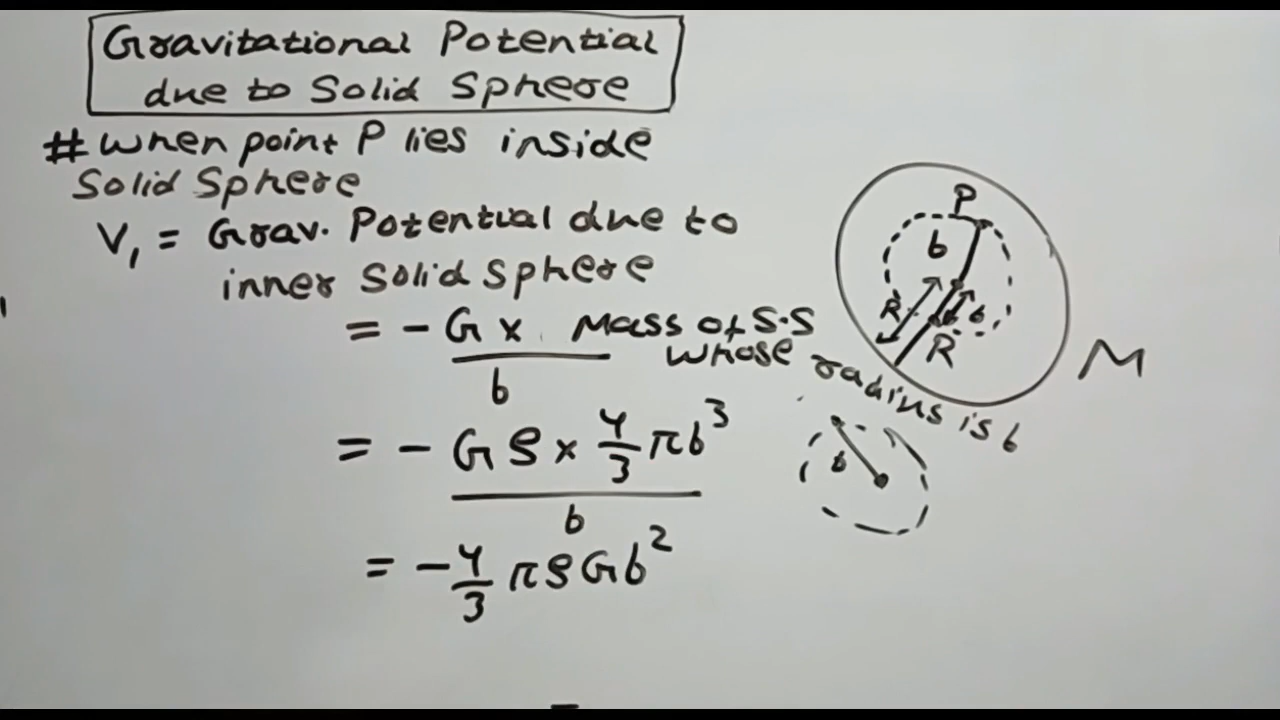 Gravitational Potential
due to Solid Sphere
# When point P lies inside
Solid Sphere
V₁ = Grav. Potential due to
inner Solid Sphere
= - G × Mass of S.S
whose radius is b
b
= - G ρ × 4/3 πb³
b
= - 4/3 πρGb²
P
b
R
b
R
M
b